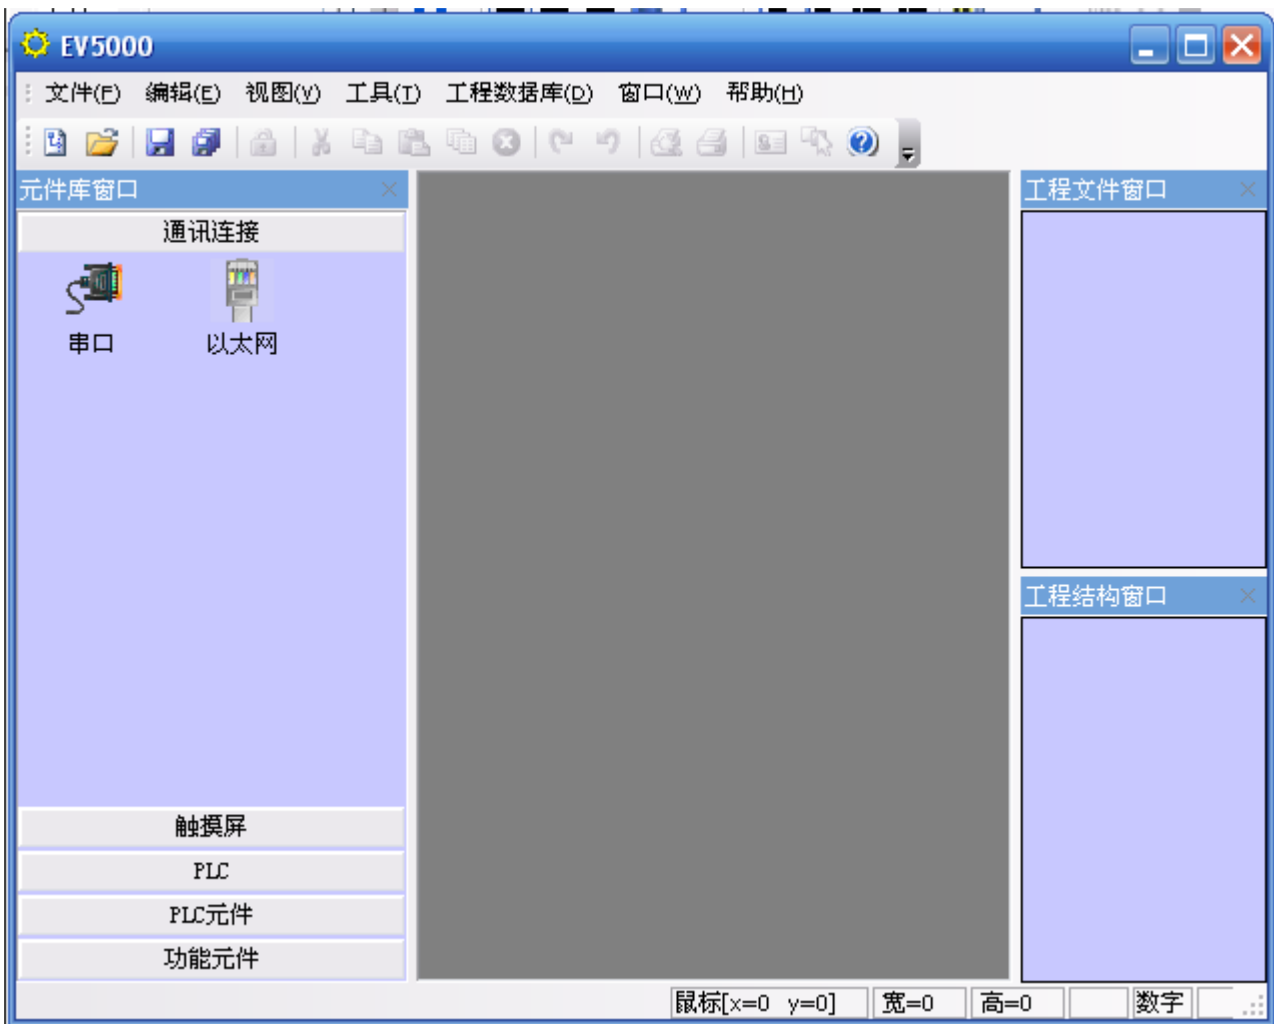 EV5000
文件(F) 编辑(E) 视图(V) 工具(T) 工程数据库(D) 窗口(W) 帮助(H)
元件库窗口
通讯连接
串口 以太网
触摸屏
PLC
PLC元件
功能元件
工程文件窗口
工程结构窗口
鼠标[x=0 y=0] 宽=0 高=0 数字